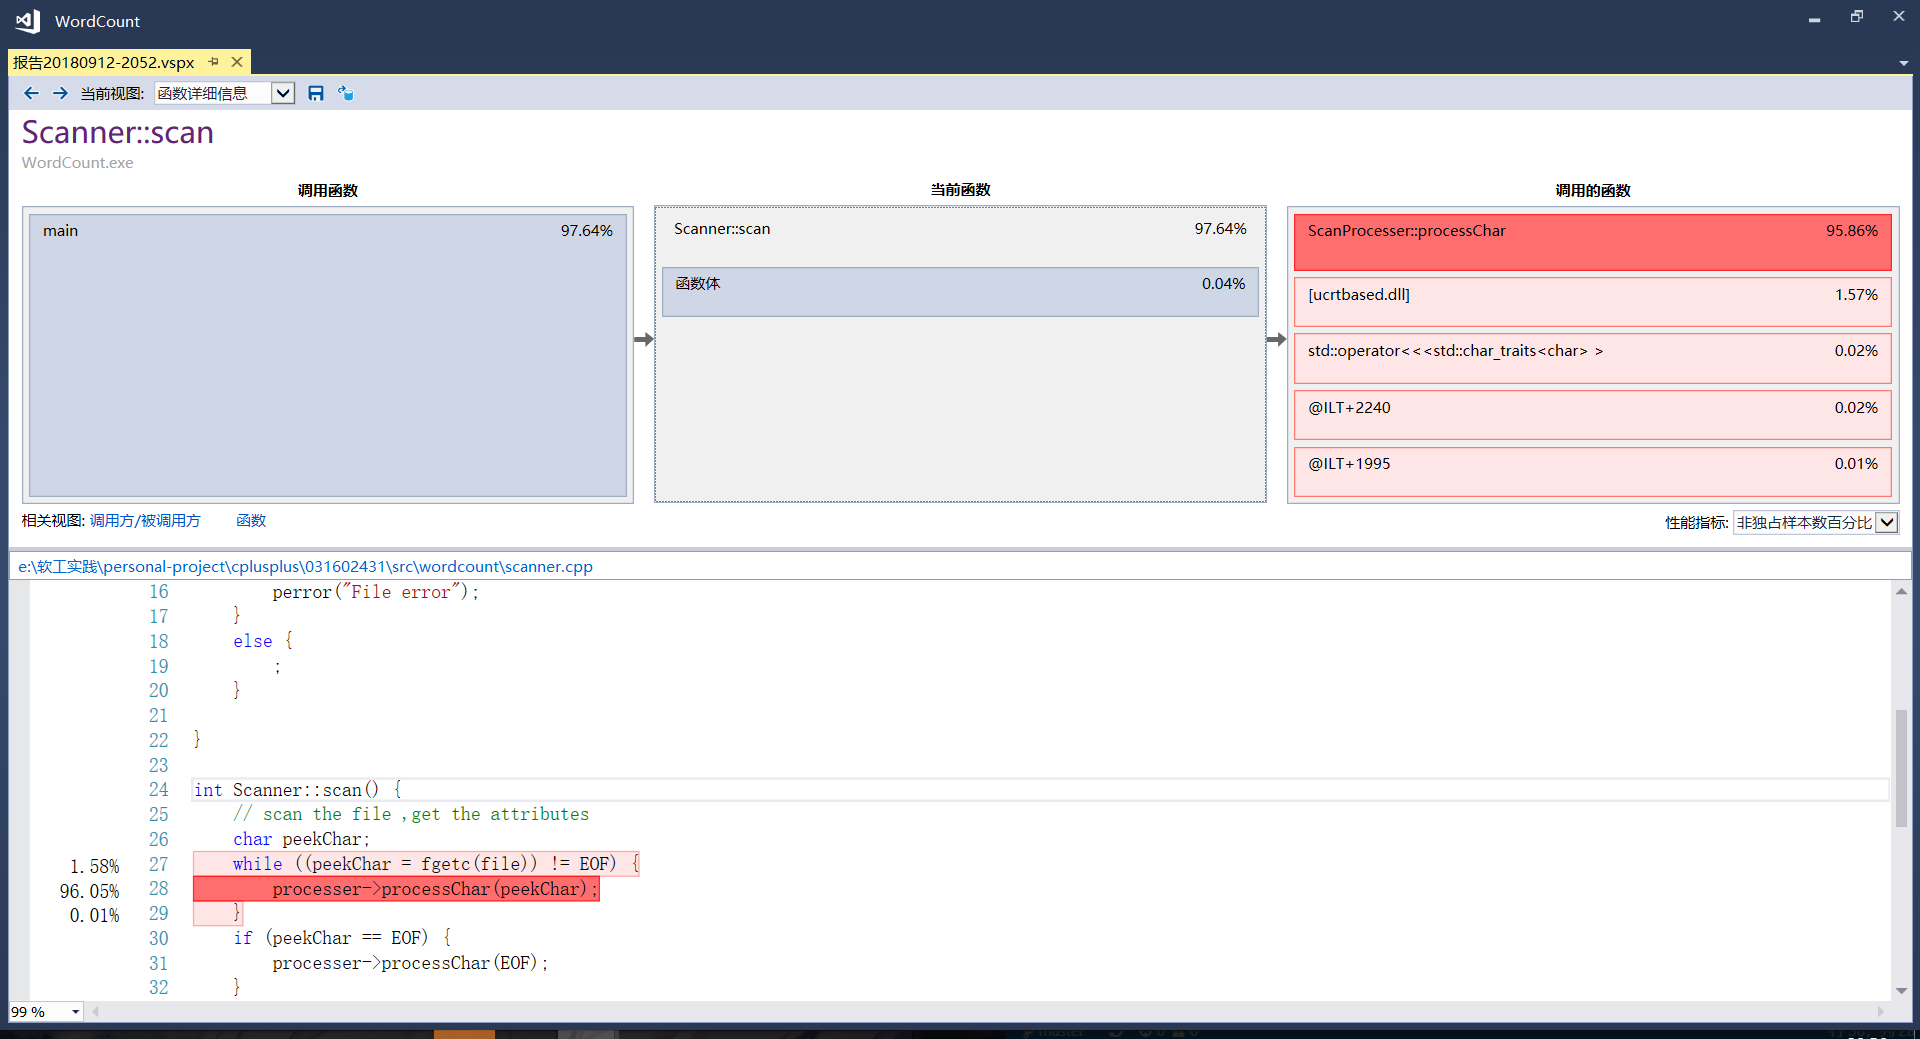 WordCount
报告20180912-2052.vspx
当前视图: 函数详细信息
Scanner::scan
WordCount.exe
调用函数
当前函数
调用的函数
main 97.64%
Scanner::scan 97.64%
函数体 0.04%
ScanProcesser::processChar 95.86%
[ucrtbased.dll] 1.57%
std::operator<<<std::char_traits<char> > 0.02%
@ILT+2240 0.02%
@ILT+1995 0.01%
相关视图: 调用方/被调用方 函数
性能指标: 非独占样本数百分比
e:\软工实践\personal-project\cplusplus\031602431\src\wordcount\scanner.cpp
16 perror("File error");
17 }
18 else {
19 ;
20 }
21
22 }
23
24 int Scanner::scan() {
25 // scan the file ,get the attributes
26 char peekChar;
1.58% 27 while ((peekChar = fgetc(file)) != EOF) {
96.05% 28 processer->processChar(peekChar);
0.01% 29 }
30 if (peekChar == EOF) {
31 processer->processChar(EOF);
32 }
99 %
master